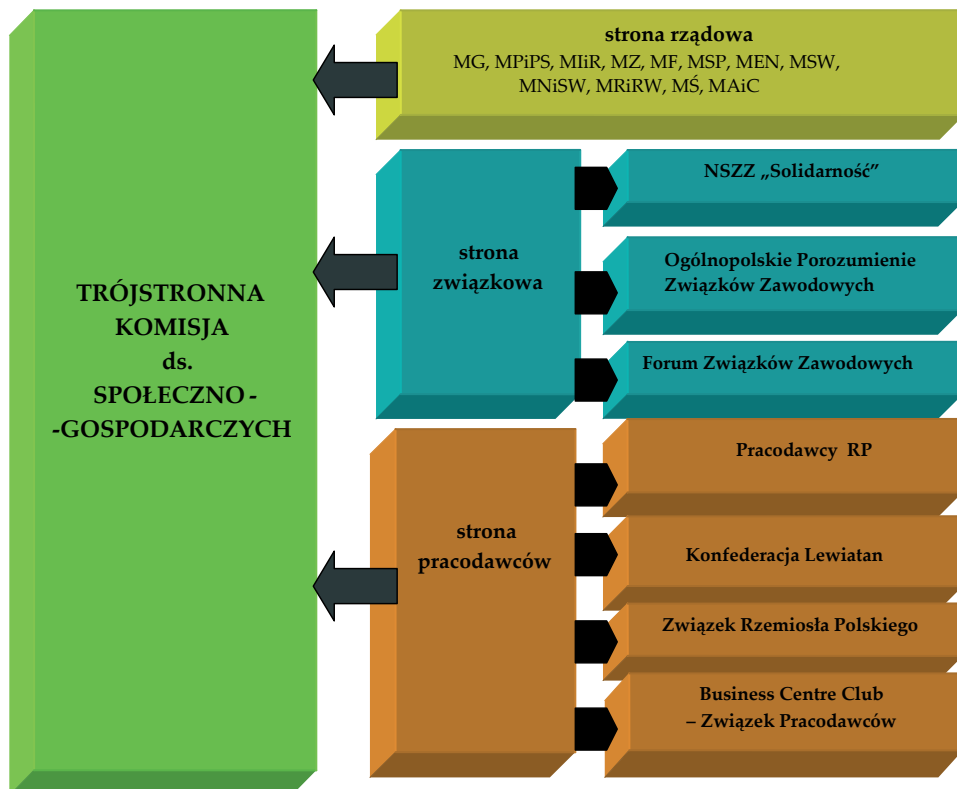 TRÓJSTRONNA
KOMISJA
ds.
SPOŁECZNO -
-GOSPODARCZYCH
strona rządowa
MG, MPiPS, MIiR, MZ, MF, MSP, MEN, MSW,
MNiSW, MRiRW, MŚ, MAiC
strona
związkowa
NSZZ „Solidarność”
Ogólnopolskie Porozumienie
Związków Zawodowych
Forum Związków Zawodowych
strona
pracodawców
Pracodawcy RP
Konfederacja Lewiatan
Związek Rzemiosła Polskiego
Business Centre Club
– Związek Pracodawców